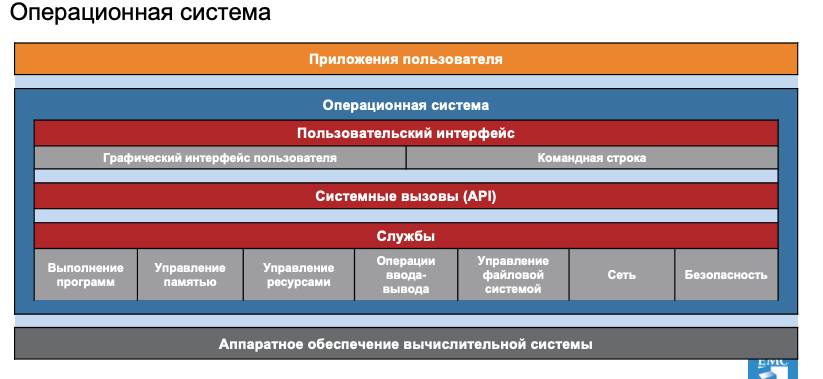 Операционная система
Приложения пользователя
Операционная система
Пользовательский интерфейс
Графический интерфейс пользователя
Командная строка
Системные вызовы (API)
Службы
Выполнение
программ
Управление
памятью
Управление
ресурсами
Операции
ввода-
вывода
Управление
файловой
системой
Сеть
Безопасность
Аппаратное обеспечение вычислительной системы
EMC